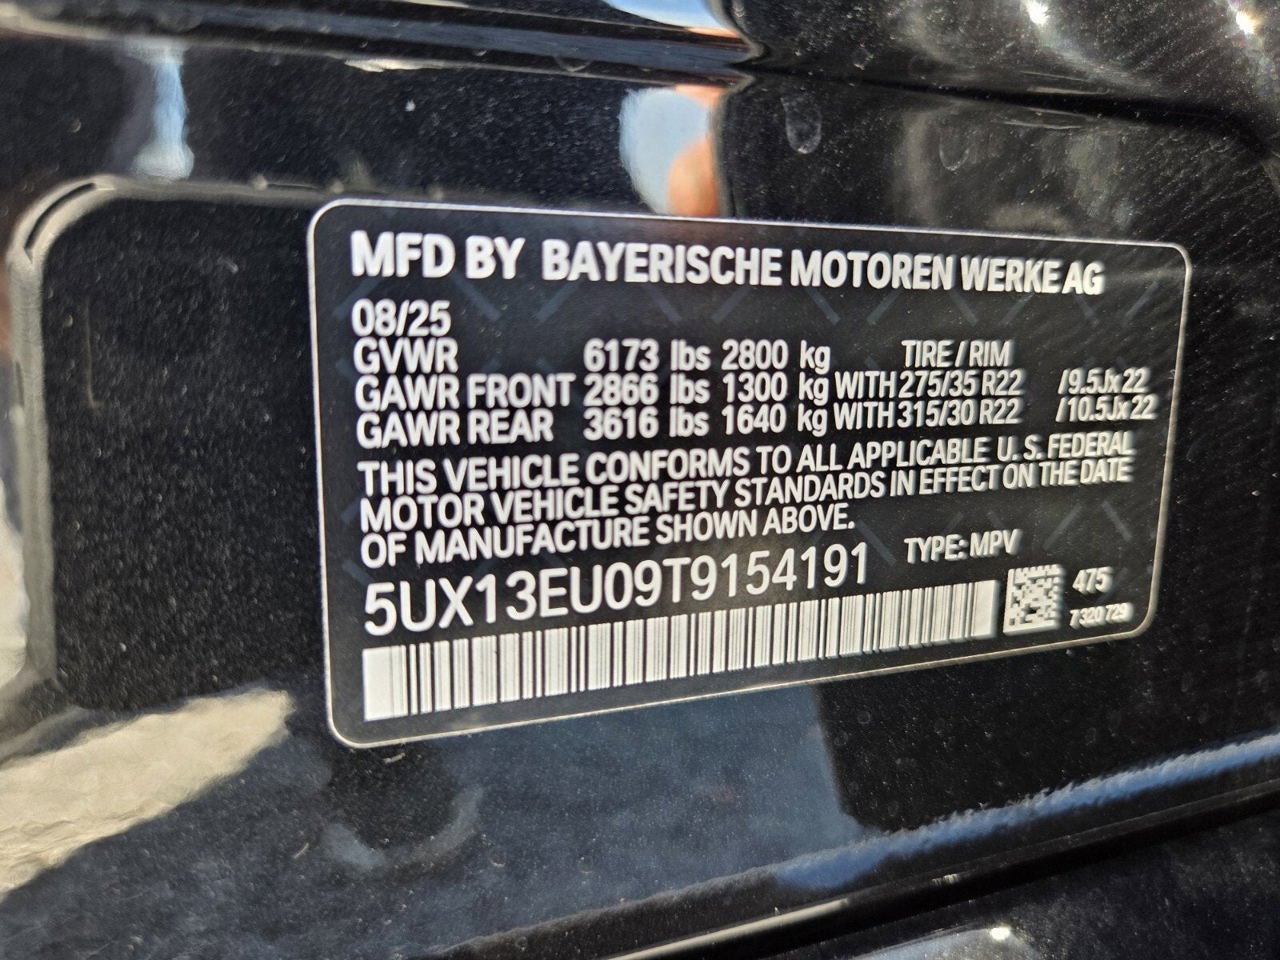 MFD BY BAYERISCHE MOTOREN WERKE AG
08/25
GVWR 6173 lbs 2800 kg TIRE / RIM
GAWR FRONT 2866 lbs 1300 kg WITH 275/35 R22 /9.5Jx22
GAWR REAR 3616 lbs 1640 kg WITH 315/30 R22 /10.5Jx22
THIS VEHICLE CONFORMS TO ALL APPLICABLE U. S. FEDERAL
MOTOR VEHICLE SAFETY STANDARDS IN EFFECT ON THE DATE
OF MANUFACTURE SHOWN ABOVE.
5UX13EU09T9154191 TYPE: MPV
475
7 320 729